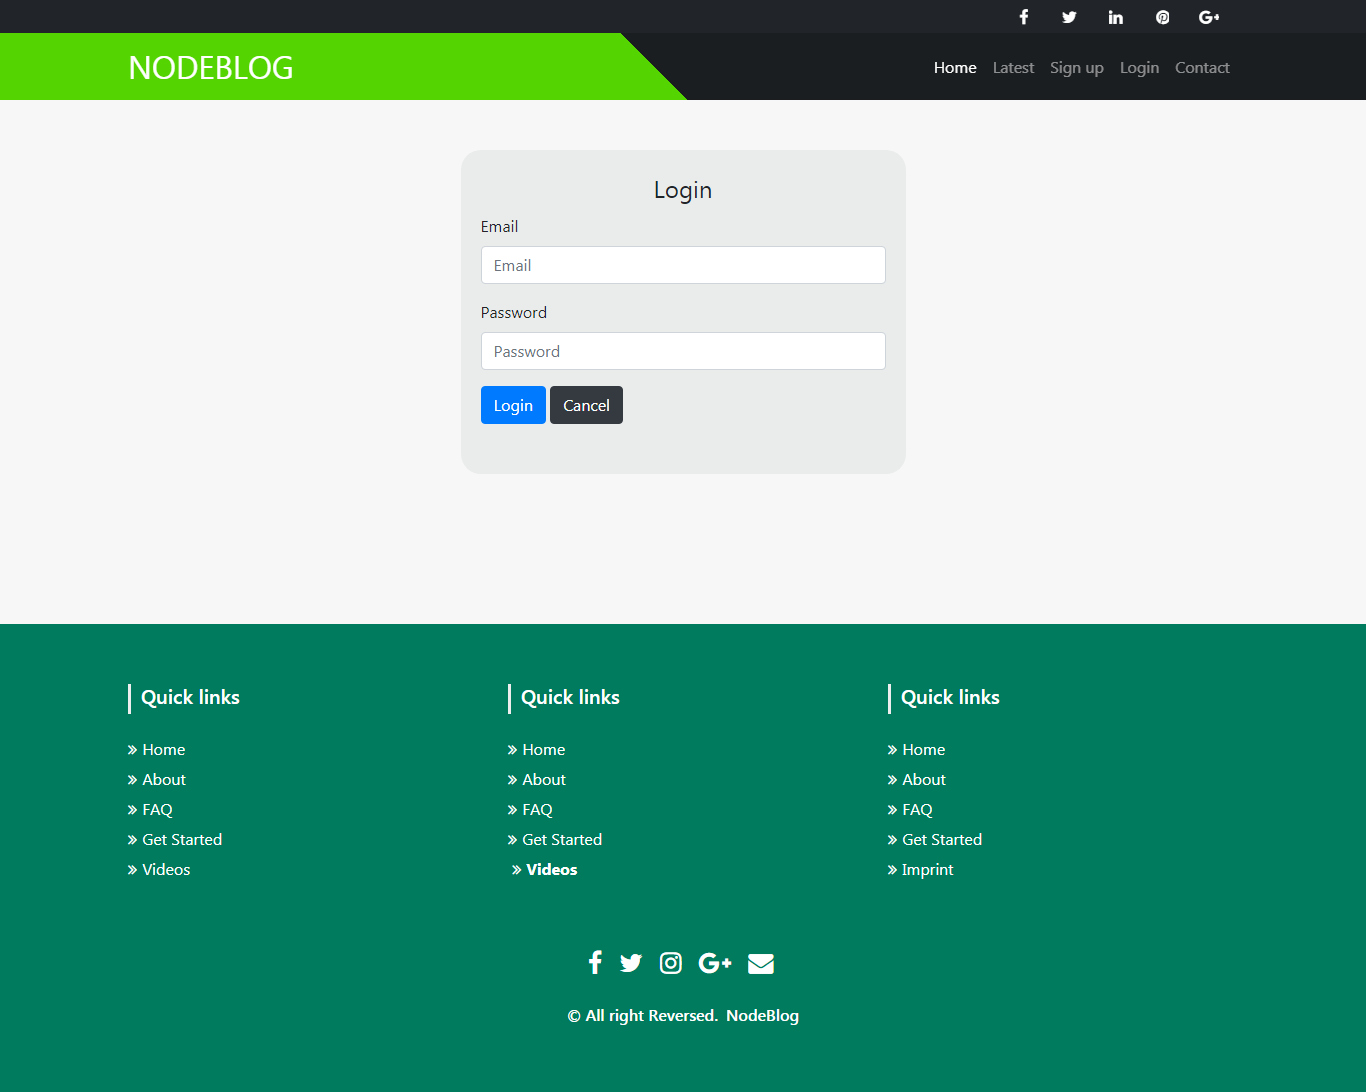 NODEBLOG
Home Latest Sign up Login Contact
Login
Email
Email
Password
Password
Login Cancel
Quick links
» Home
» About
» FAQ
» Get Started
» Videos
Quick links
» Home
» About
» FAQ
» Get Started
» Videos
Quick links
» Home
» About
» FAQ
» Get Started
» Imprint
© All right Reversed. NodeBlog